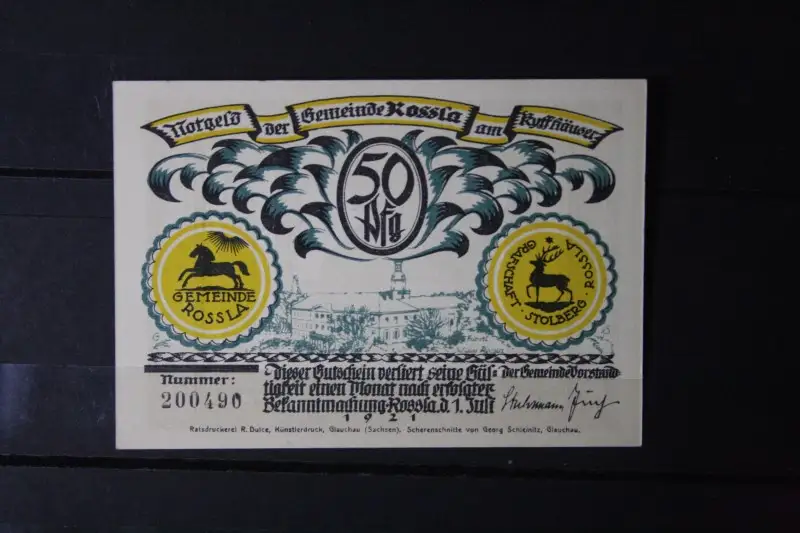 Notgeld der Gemeinde Rossla am Kyffhäuser
50
Pfg
GEMEINDE
ROSSLA
GRAFSCHAFT · STOLBERG · ROSSLA
Nummer:
200490
Dieser Gutschein verliert seine Gül-
tigkeit einen Monat nach erfolgter
Bekanntmachung. Rossla. d. 1. Juli
1921
Der Gemeindevorstand
Ratsdruckerei R. Dulce, Künstlerdruck, Glauchau (Sachsen). Scherenschnitte von Georg Schleinitz, Glauchau.